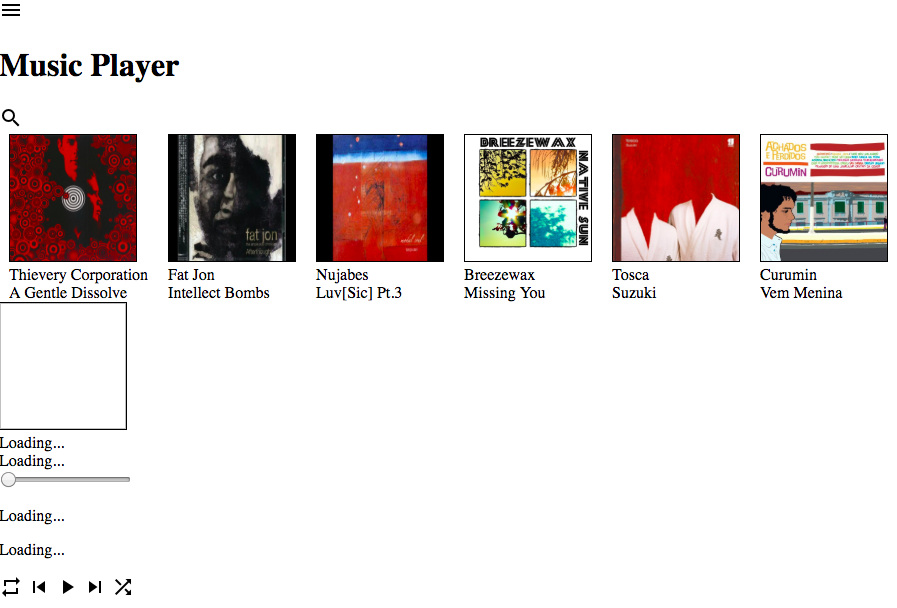 Music Player
BREEZEWAX
NATIVE SUN
ACHADOS
E PERDIDOS
CURUMIN
fat jon
Thievery Corporation
A Gentle Dissolve
Fat Jon
Intellect Bombs
Nujabes
Luv[Sic] Pt.3
Breezewax
Missing You
Tosca
Suzuki
Curumin
Vem Menina
Loading...
Loading...
Loading...
Loading...